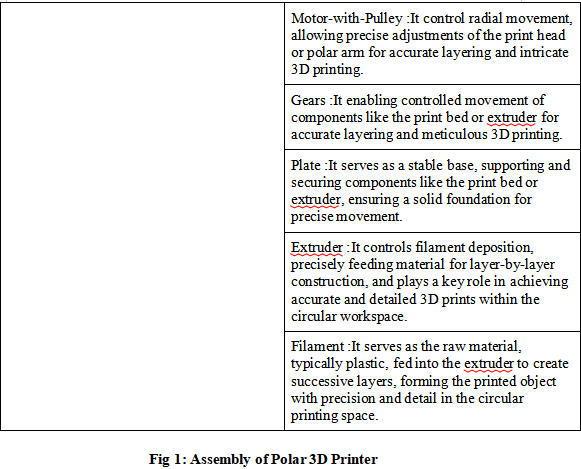 Motor-with-Pulley :It control radial movement,
allowing precise adjustments of the print head
or polar arm for accurate layering and intricate
3D printing.
Gears :It enabling controlled movement of
components like the print bed or extruder for
accurate layering and meticulous 3D printing.
Plate :It serves as a stable base, supporting and
securing components like the print bed or
extruder, ensuring a solid foundation for
precise movement.
Extruder :It controls filament deposition,
precisely feeding material for layer-by-layer
construction, and plays a key role in achieving
accurate and detailed 3D prints within the
circular workspace.
Filament :It serves as the raw material,
typically plastic, fed into the extruder to create
successive layers, forming the printed object
with precision and detail in the circular
printing space.
Fig 1: Assembly of Polar 3D Printer